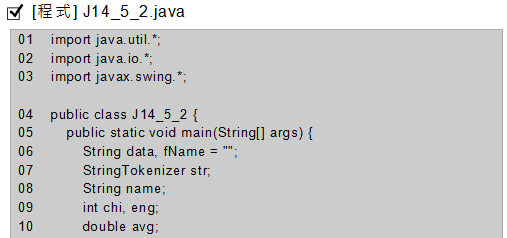 [程式] J14_5_2.java
01 import java.util.*;
02 import java.io.*;
03 import javax.swing.*;
04 public class J14_5_2 {
05 public static void main(String[] args) {
06 String data, fName = "";
07 StringTokenizer str;
08 String name;
09 int chi, eng;
10 double avg;